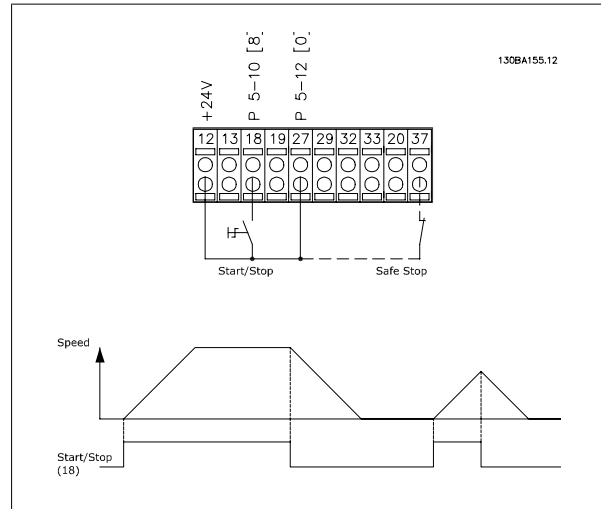 130BA155.12
+24V
P 5-10 [8]
P 5-12 [0]
12 13 18 19 27 29 32 33 20 37
Start/Stop
Safe Stop
Speed
Start/Stop
(18)